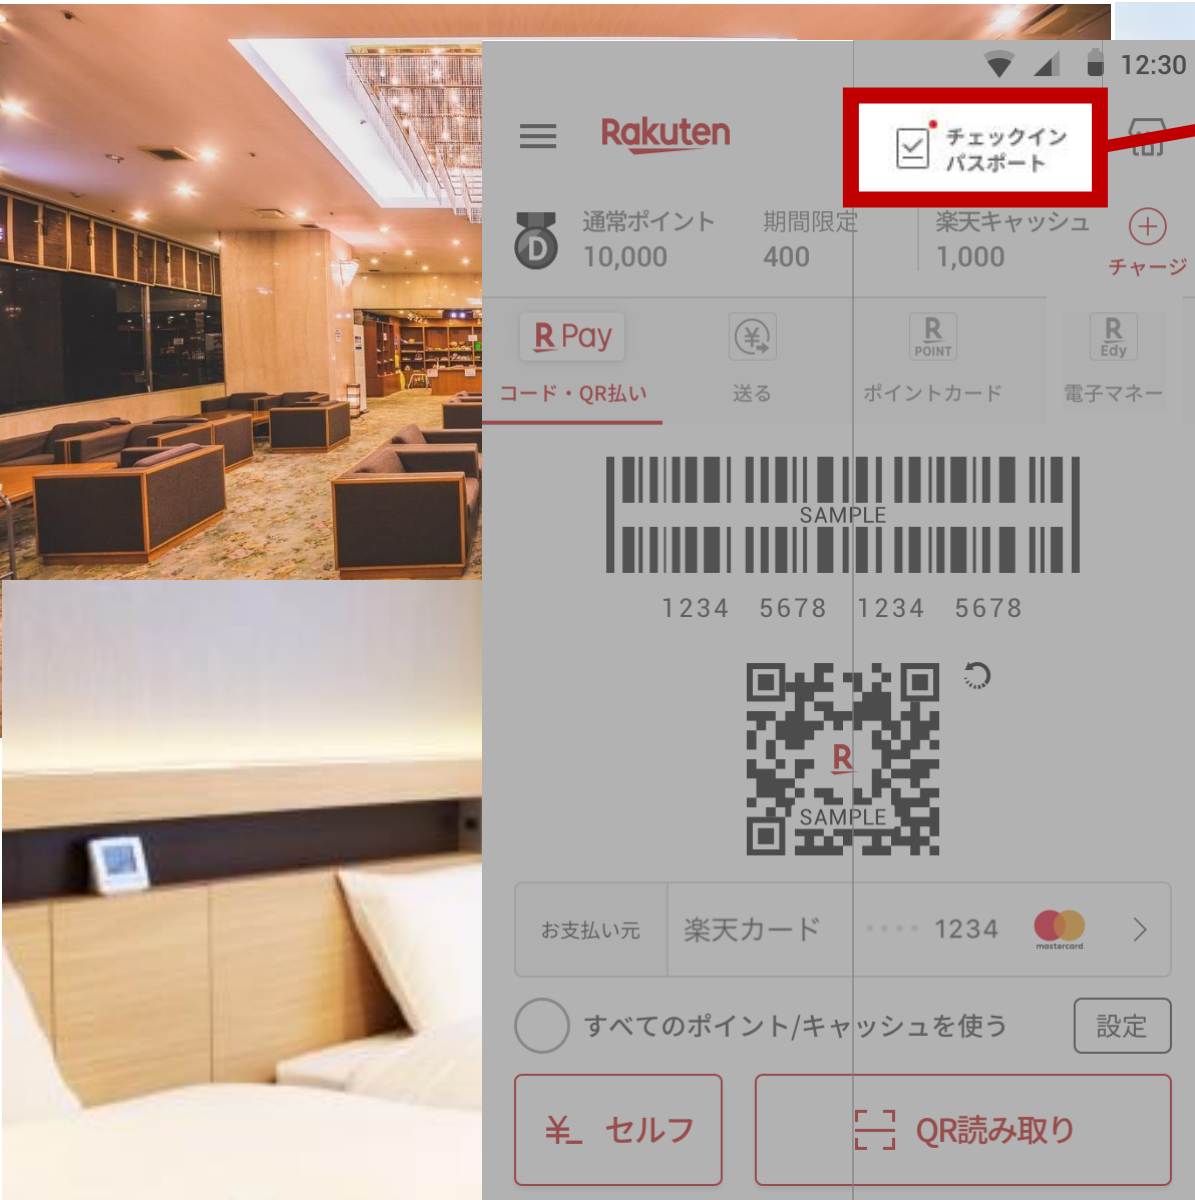 12:30
Rakuten
チェックイン
パスポート
通常ポイント 期間限定 楽天キャッシュ
D 10,000 400 1,000
チャージ
R Pay
R POINT
R Edy
コード・QR払い 送る ポイントカード 電子マネー
SAMPLE
1234 5678 1234 5678
R
SAMPLE
お支払い元 楽天カード ···· 1234
mastercard
すべてのポイント/キャッシュを使う 設定
¥_ セルフ QR読み取り